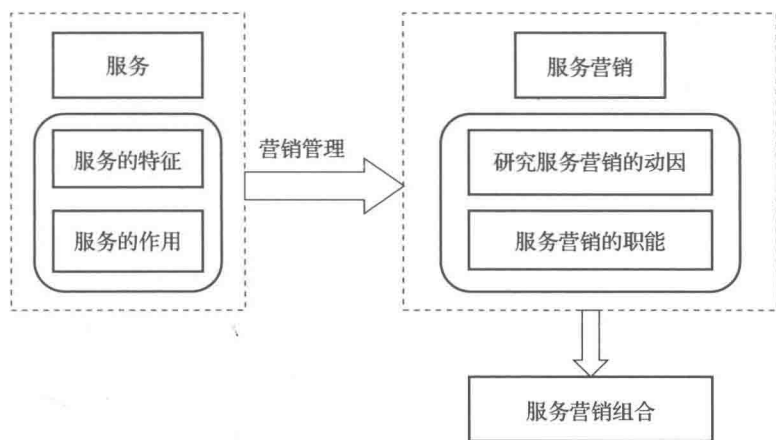 服务
服务的特征
服务的作用
营销管理
服务营销
研究服务营销的动因
服务营销的职能
服务营销组合